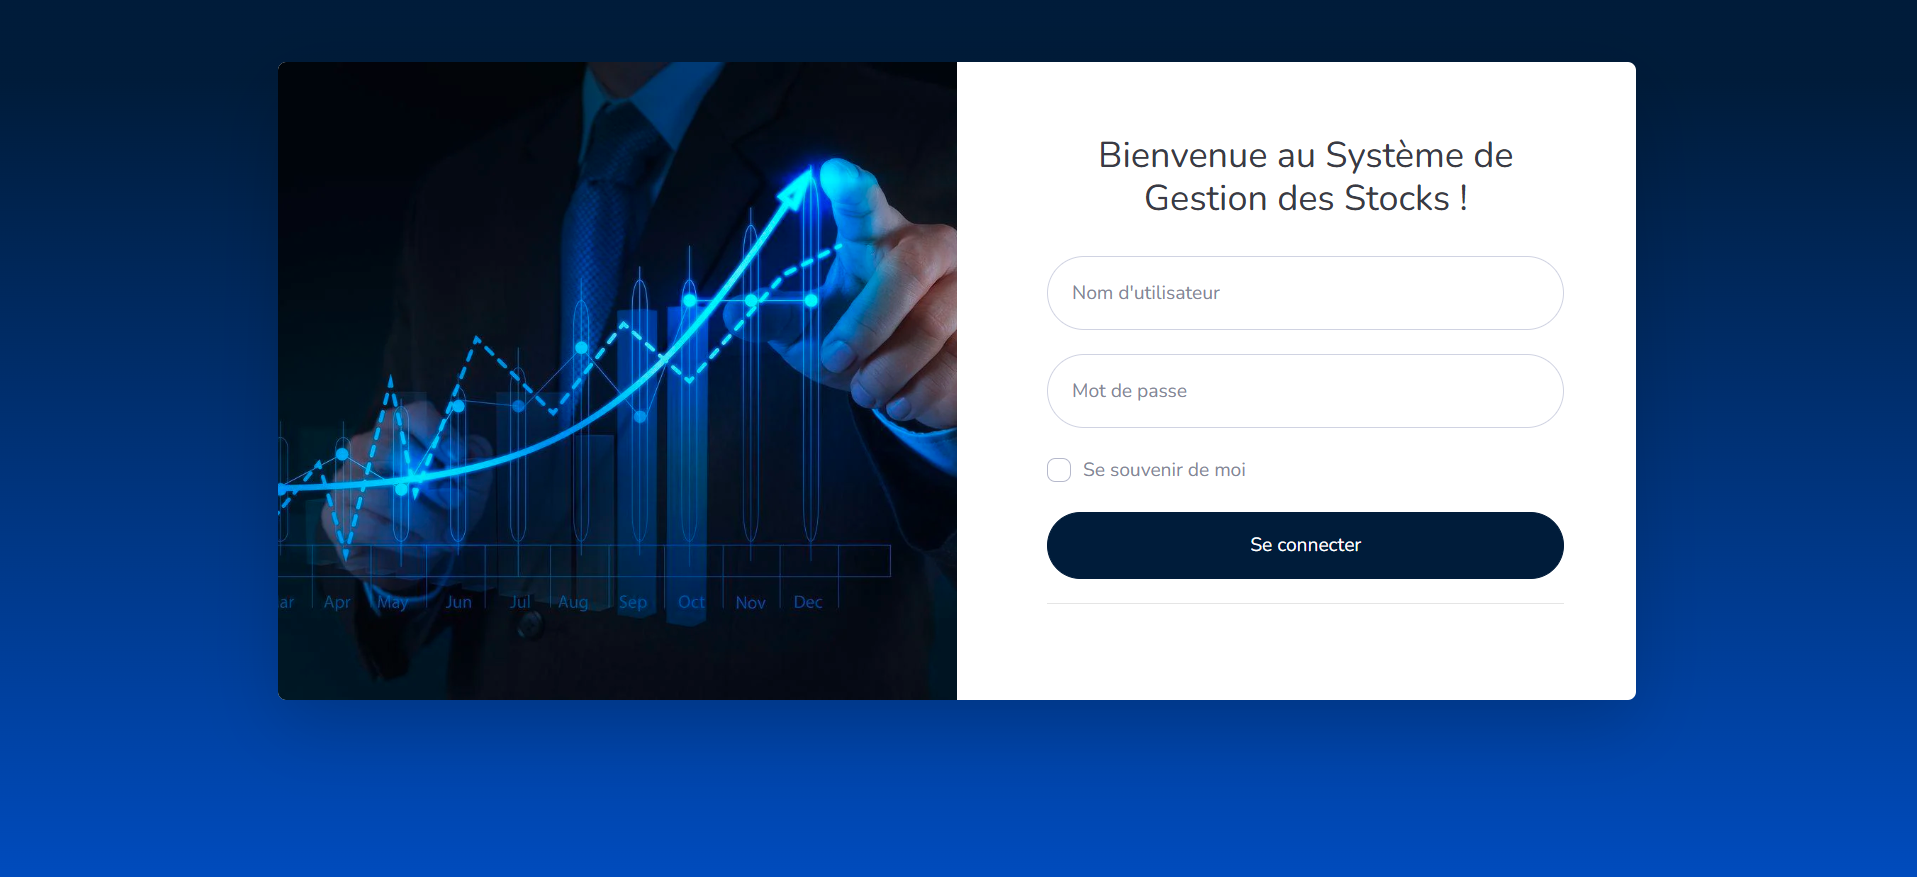 Bienvenue au Système de
Gestion des Stocks !
Nom d'utilisateur
Mot de passe
Se souvenir de moi
Se connecter
ar Apr May Jun Jul Aug Sep Oct Nov Dec